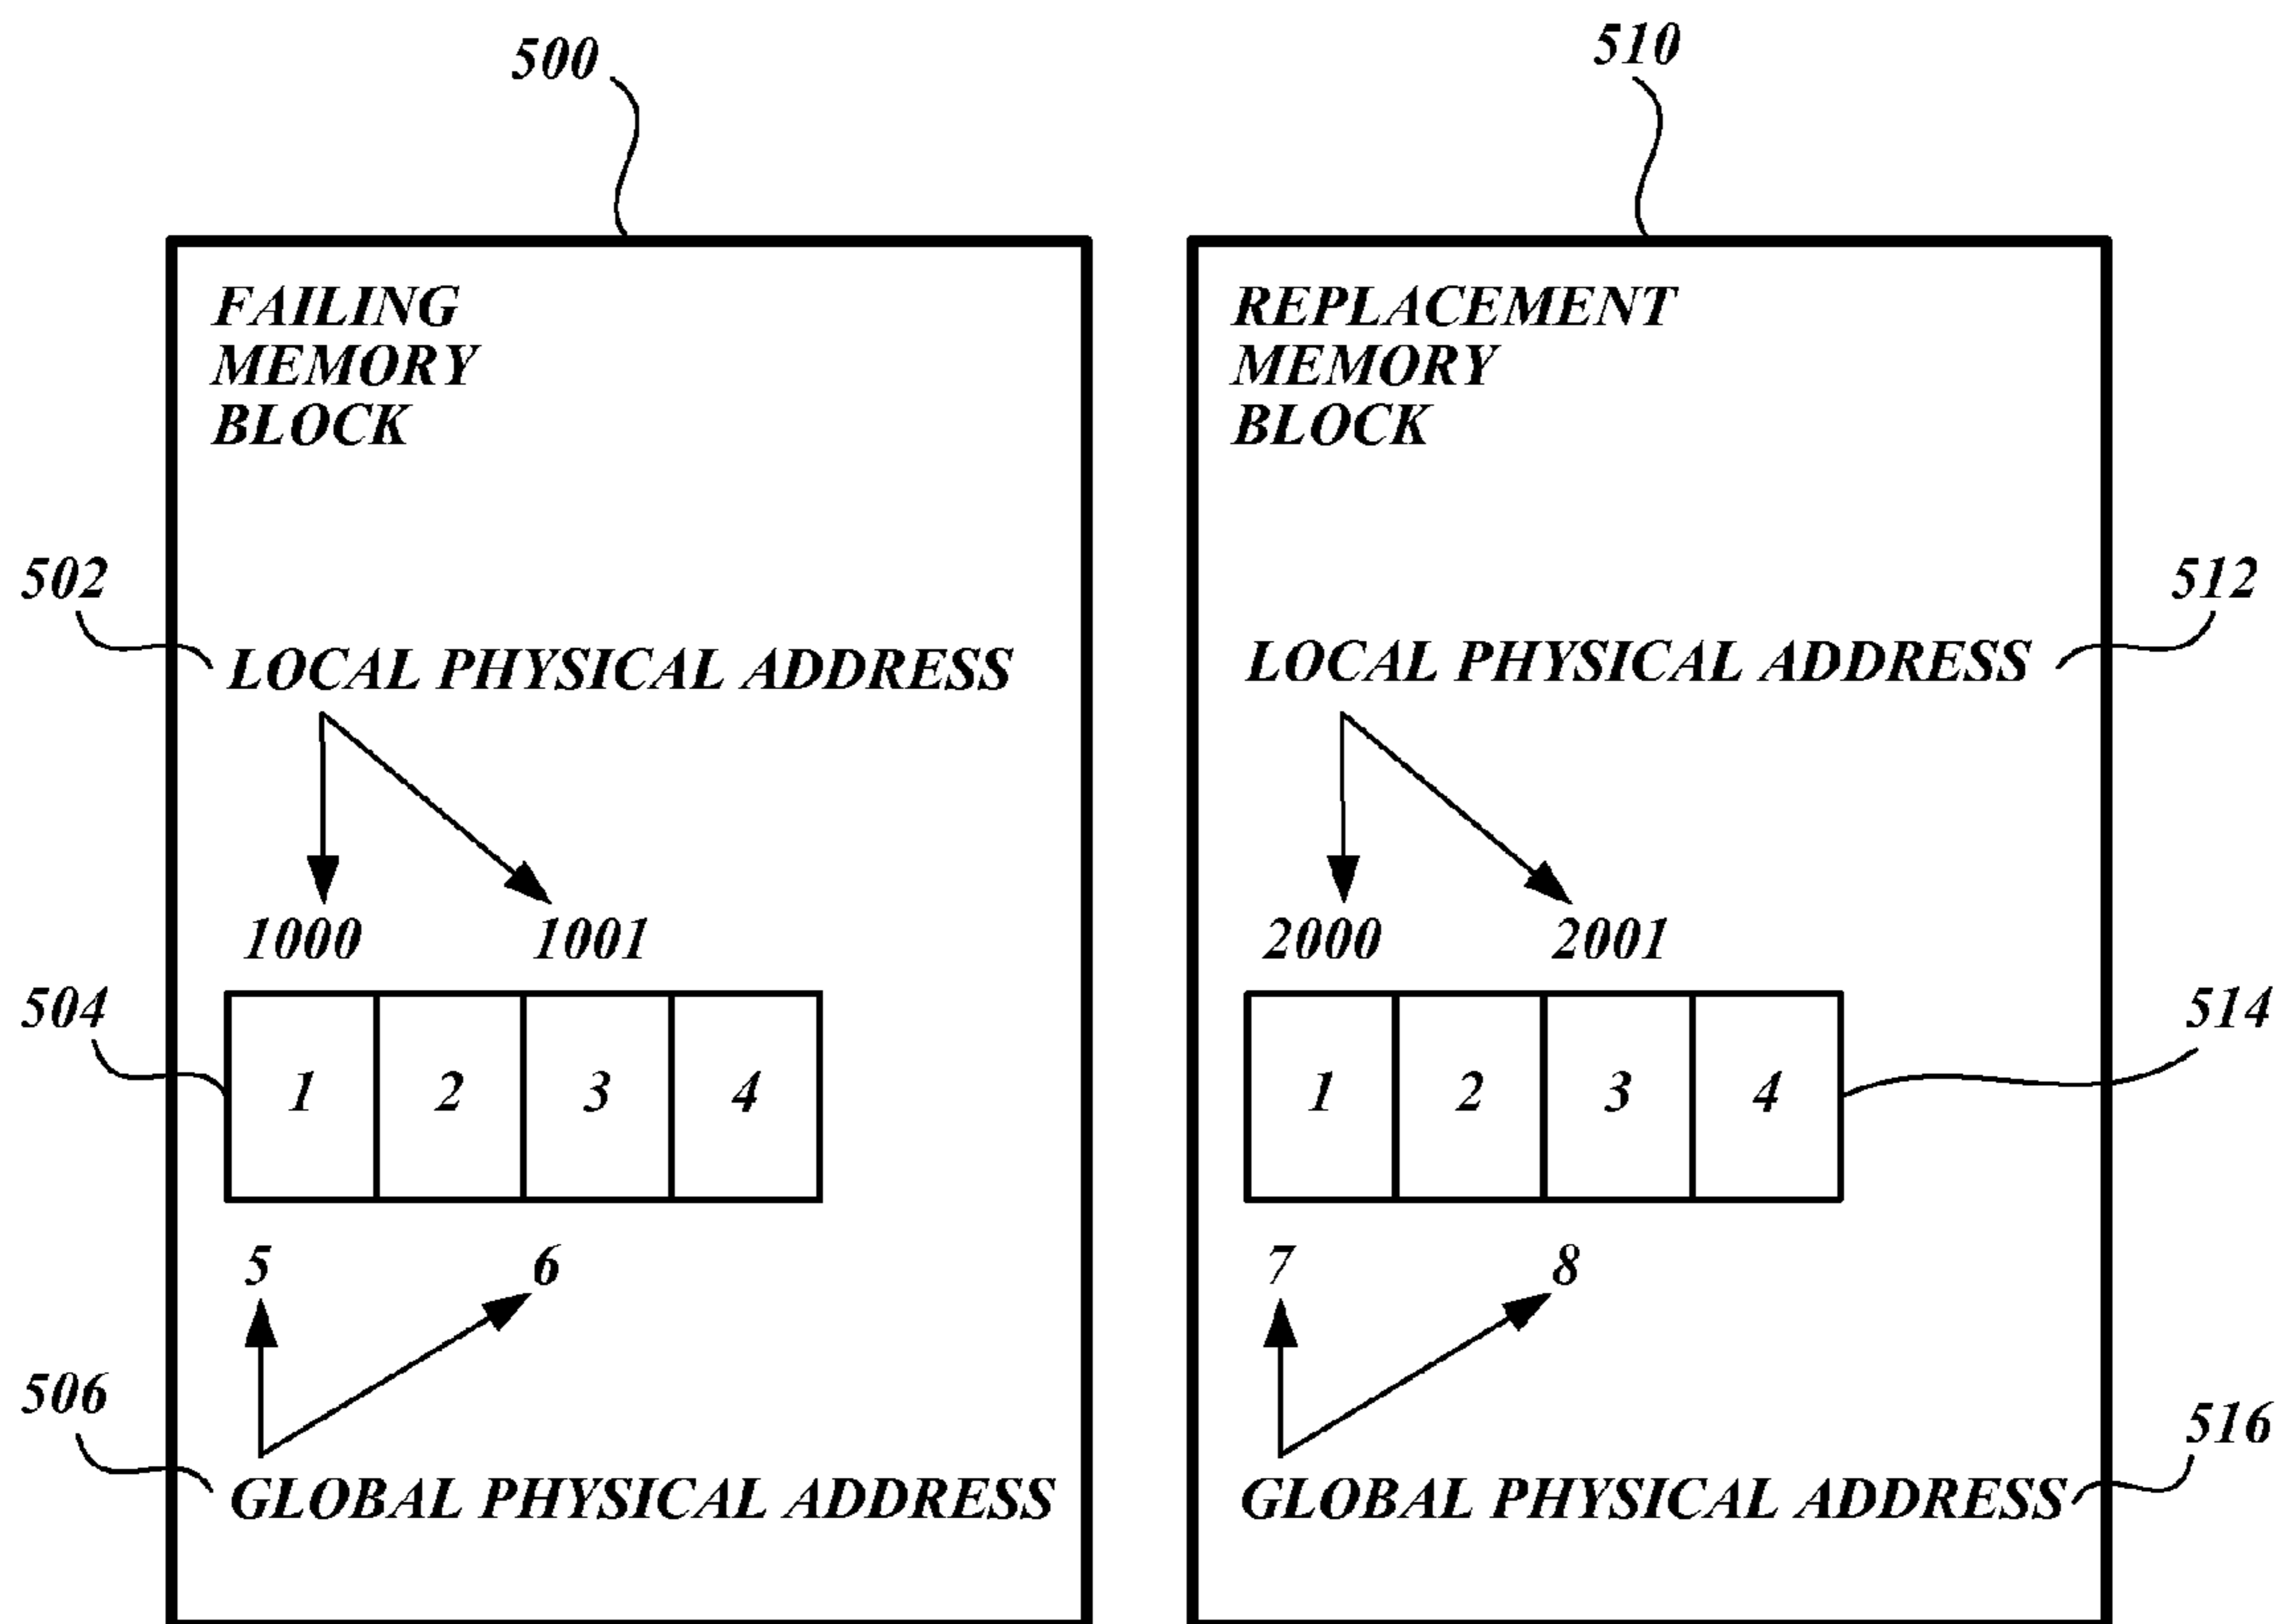 500
510
FAILING
MEMORY
BLOCK
REPLACEMENT
MEMORY
BLOCK
502
512
LOCAL PHYSICAL ADDRESS
LOCAL PHYSICAL ADDRESS
1000 1001
2000 2001
504
514
1 2 3 4
1 2 3 4
5 6
7 8
506
516
GLOBAL PHYSICAL ADDRESS
GLOBAL PHYSICAL ADDRESS